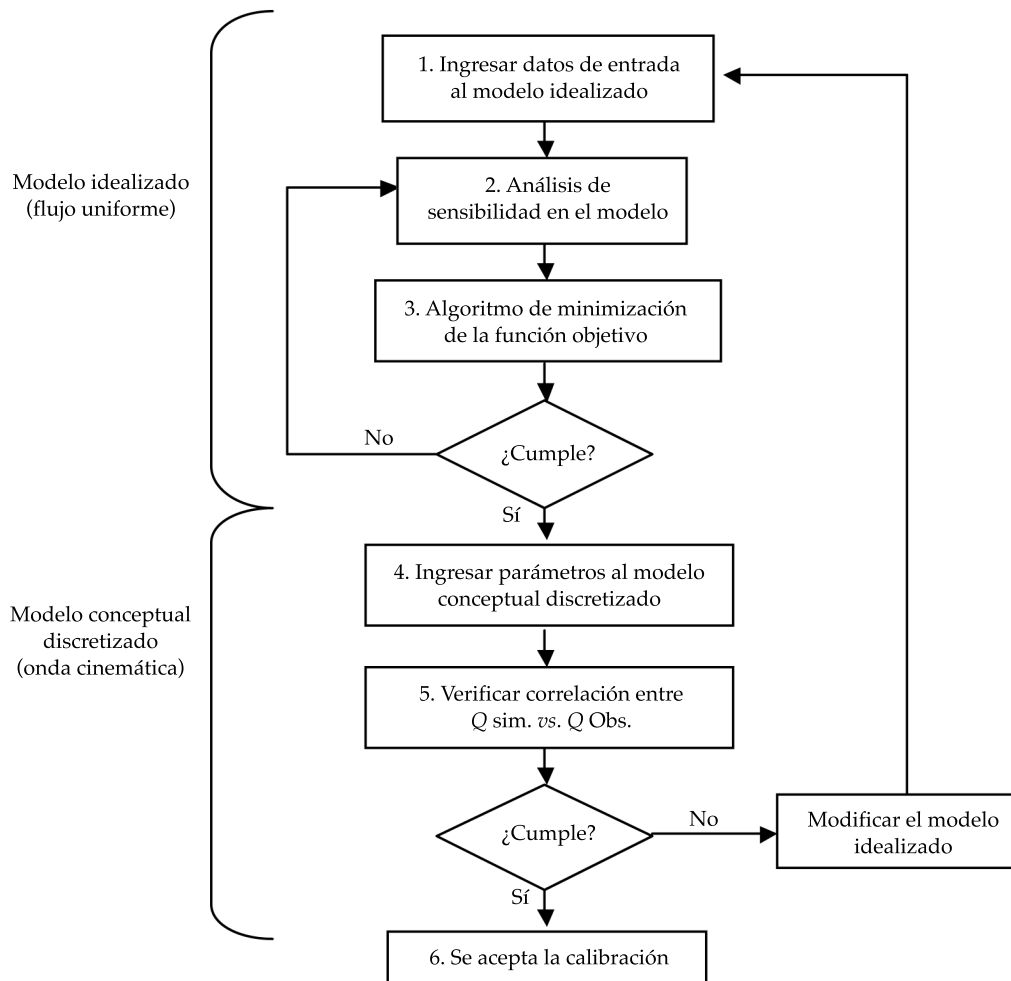 1. Ingresar datos de entrada
al modelo idealizado
Modelo idealizado
(flujo uniforme)
2. Análisis de
sensibilidad en el modelo
3. Algoritmo de minimización
de la función objetivo
No
¿Cumple?
Sí
4. Ingresar parámetros al modelo
conceptual discretizado
Modelo conceptual
discretizado
(onda cinemática)
5. Verificar correlación entre
Q sim. vs. Q Obs.
¿Cumple?
No
Modificar el modelo
idealizado
Sí
6. Se acepta la calibración